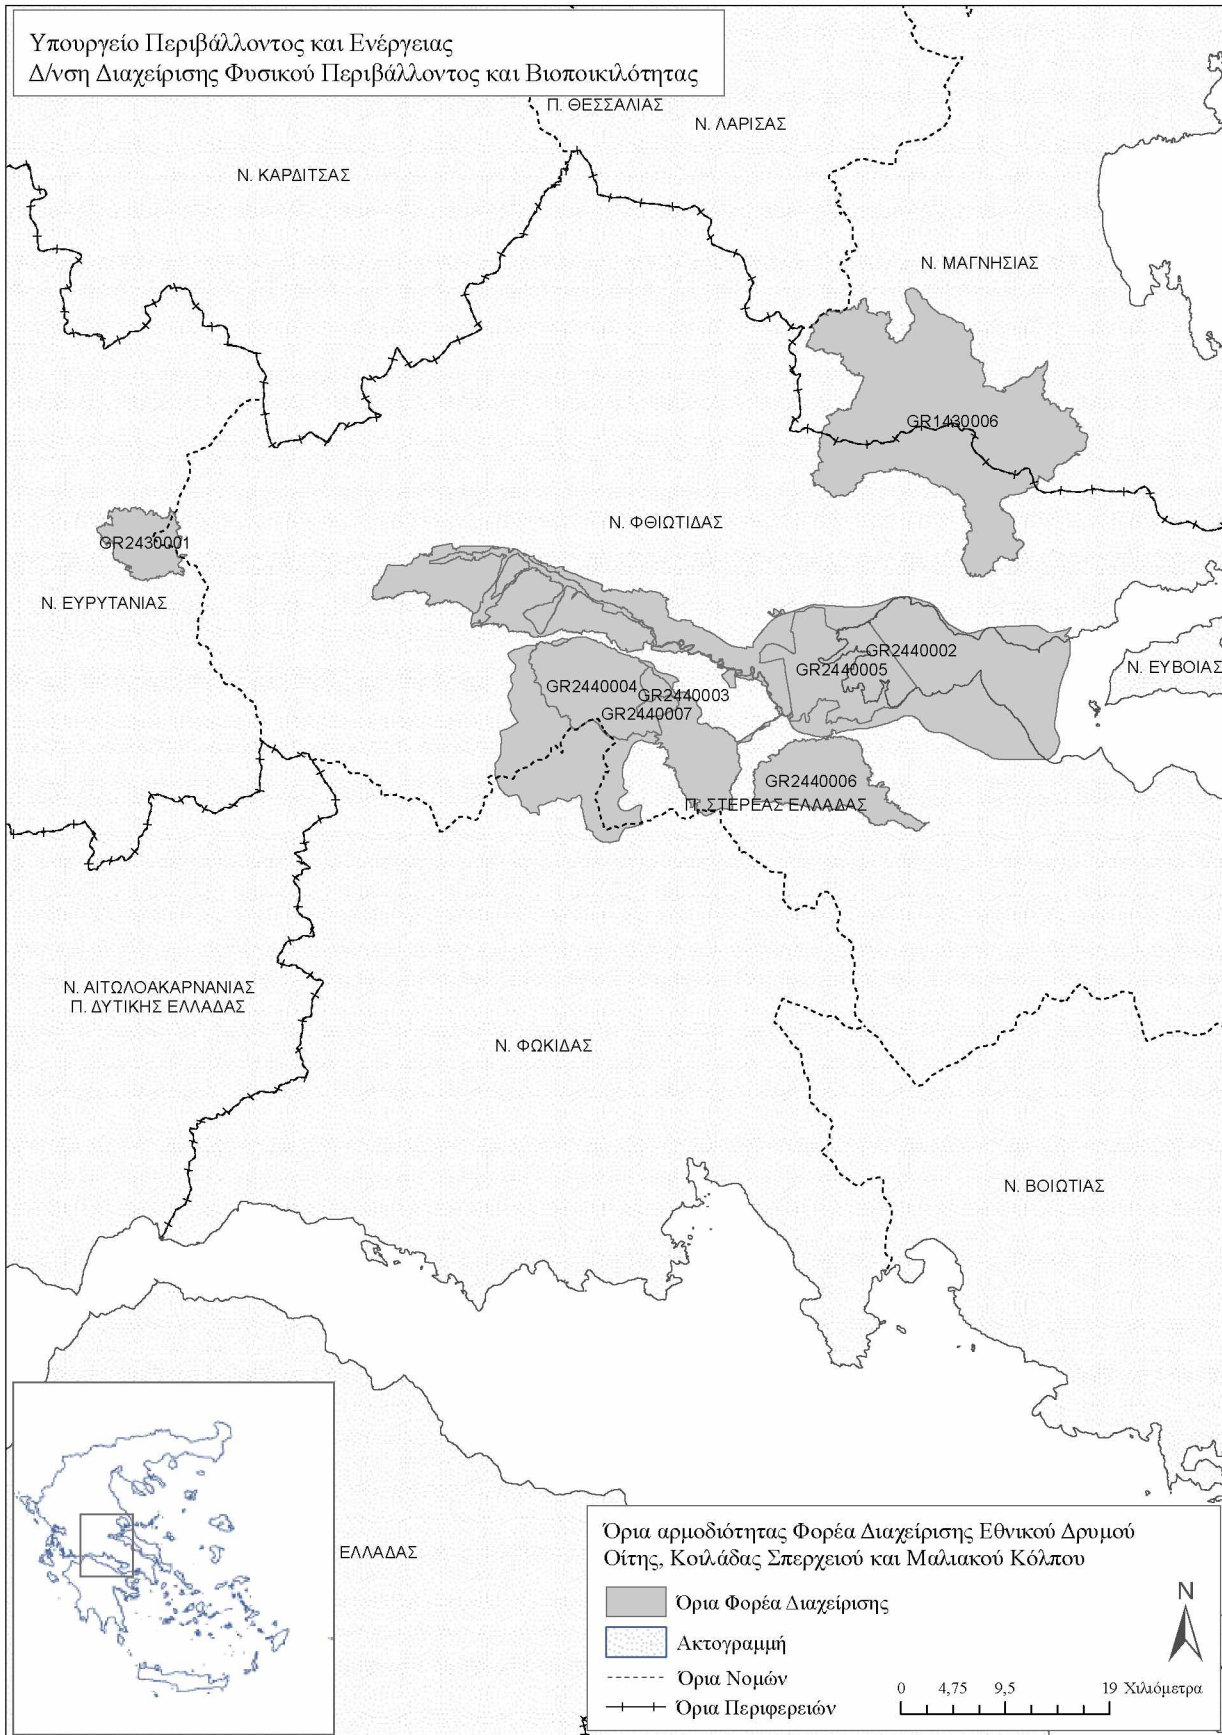 Υπουργείο Περιβάλλοντος και Ενέργειας
Δ/νση Διαχείρισης Φυσικού Περιβάλλοντος και Βιοποικιλότητας
Π. ΘΕΣΣΑΛΙΑΣ
Ν. ΛΑΡΙΣΑΣ
Ν. ΚΑΡΔΙΤΣΑΣ
Ν. ΜΑΓΝΗΣΙΑΣ
GR1430006
Ν. ΦΘΙΩΤΙΔΑΣ
GR2430001
Ν. ΕΥΡΥΤΑΝΙΑΣ
GR2440002
GR2440005
Ν. ΕΥΒΟΙΑΣ
GR2440004
GR2440003
GR2440007
GR2440006
Π. ΣΤΕΡΕΑΣ ΕΛΛΑΔΑΣ
Ν. ΑΙΤΩΛΟΑΚΑΡΝΑΝΙΑΣ
Π. ΔΥΤΙΚΗΣ ΕΛΛΑΔΑΣ
Ν. ΦΩΚΙΔΑΣ
Ν. ΒΟΙΩΤΙΑΣ
ΕΛΛΑΔΑΣ
Όρια αρμοδιότητας Φορέα Διαχείρισης Εθνικού Δρυμού
Οίτης, Κοιλάδας Σπερχειού και Μαλιακού Κόλπου
Όρια Φορέα Διαχείρισης
Ακτογραμμή
Όρια Νομών
Όρια Περιφερειών
N
0 4,75 9,5 19 Χιλιόμετρα